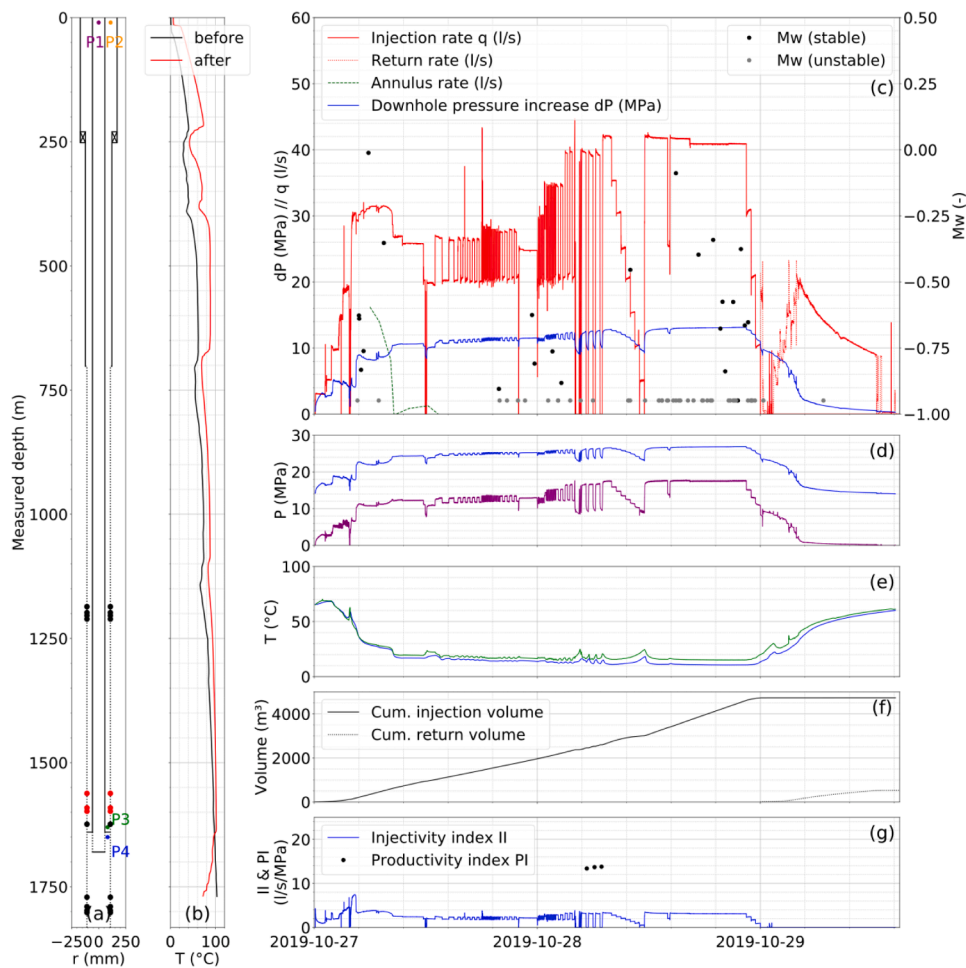 0
250
500
750
1000
1250
1500
1750
Measured depth (m)
P1
P2
P3
P4
(a)
−250 0 250
r (mm)
before
after
(b)
0 100
T (°C)
60
50
40
30
20
10
0
dP (MPa) // q (l/s)
Injection rate q (l/s)
Return rate (l/s)
Annulus rate (l/s)
Downhole pressure increase dP (MPa)
Mw (stable)
Mw (unstable)
(c)
0.50
0.25
0.00
−0.25
−0.50
−0.75
−1.00
Mw (-)
30
20
10
0
P (MPa)
(d)
100
50
0
T (°C)
(e)
4000
2000
0
Volume (m³)
Cum. injection volume
Cum. return volume
(f)
20
10
0
II & PI
(l/s/MPa)
Injectivity index II
Productivity index PI
(g)
2019-10-27 2019-10-28 2019-10-29